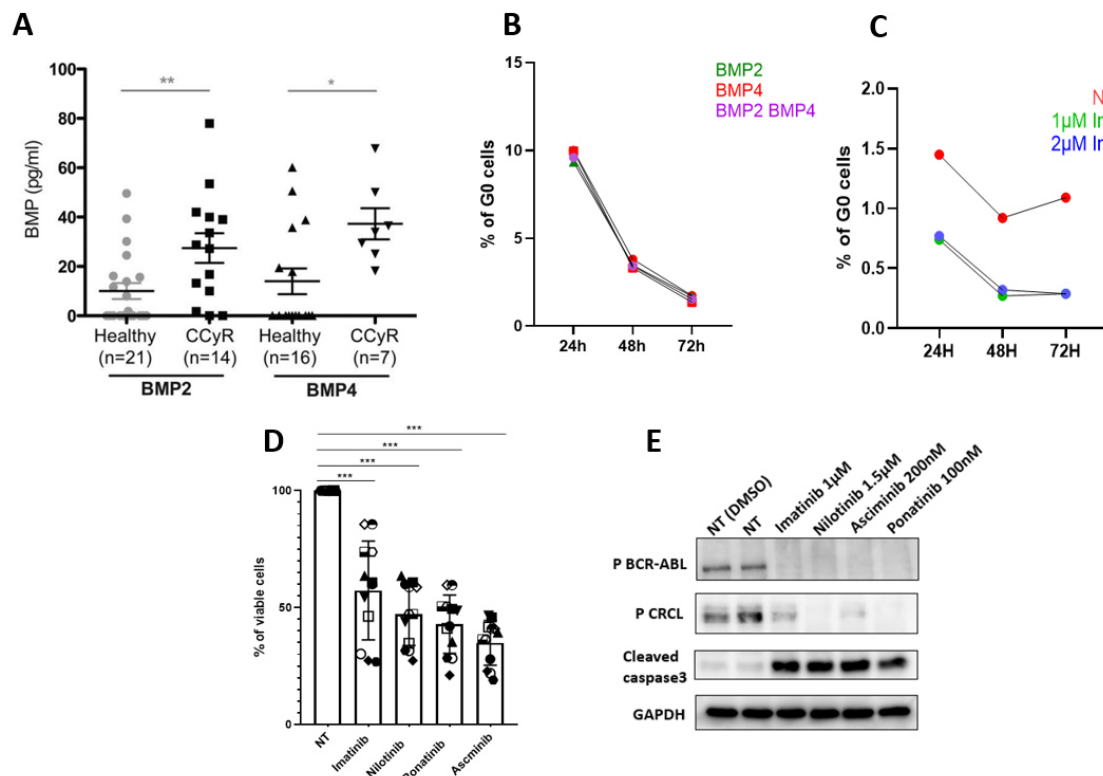 A
BMP (pg/ml)
100
80
60
40
20
0
**
*
Healthy CCyR Healthy CCyR
(n=21) (n=14) (n=16) (n=7)
BMP2 BMP4
B
BMP2
BMP4
BMP2 BMP4
% of G0 cells
15
10
5
0
24h 48h 72h
C
N
1µM I
2µM I
% of G0 cells
2.0
1.5
1.0
0.5
0.0
24H 48H 72H
D
***
***
***
***
% of viable cells
100
50
0
NT
Imatinib
Nilotinib
Ponatinib
Ascminib
E
NT (DMSO)
NT
Imatinib 1µM
Nilotinib 1.5µM
Asciminib 200nM
Ponatinib 100nM
P BCR-ABL
P CRCL
Cleaved
caspase3
GAPDH